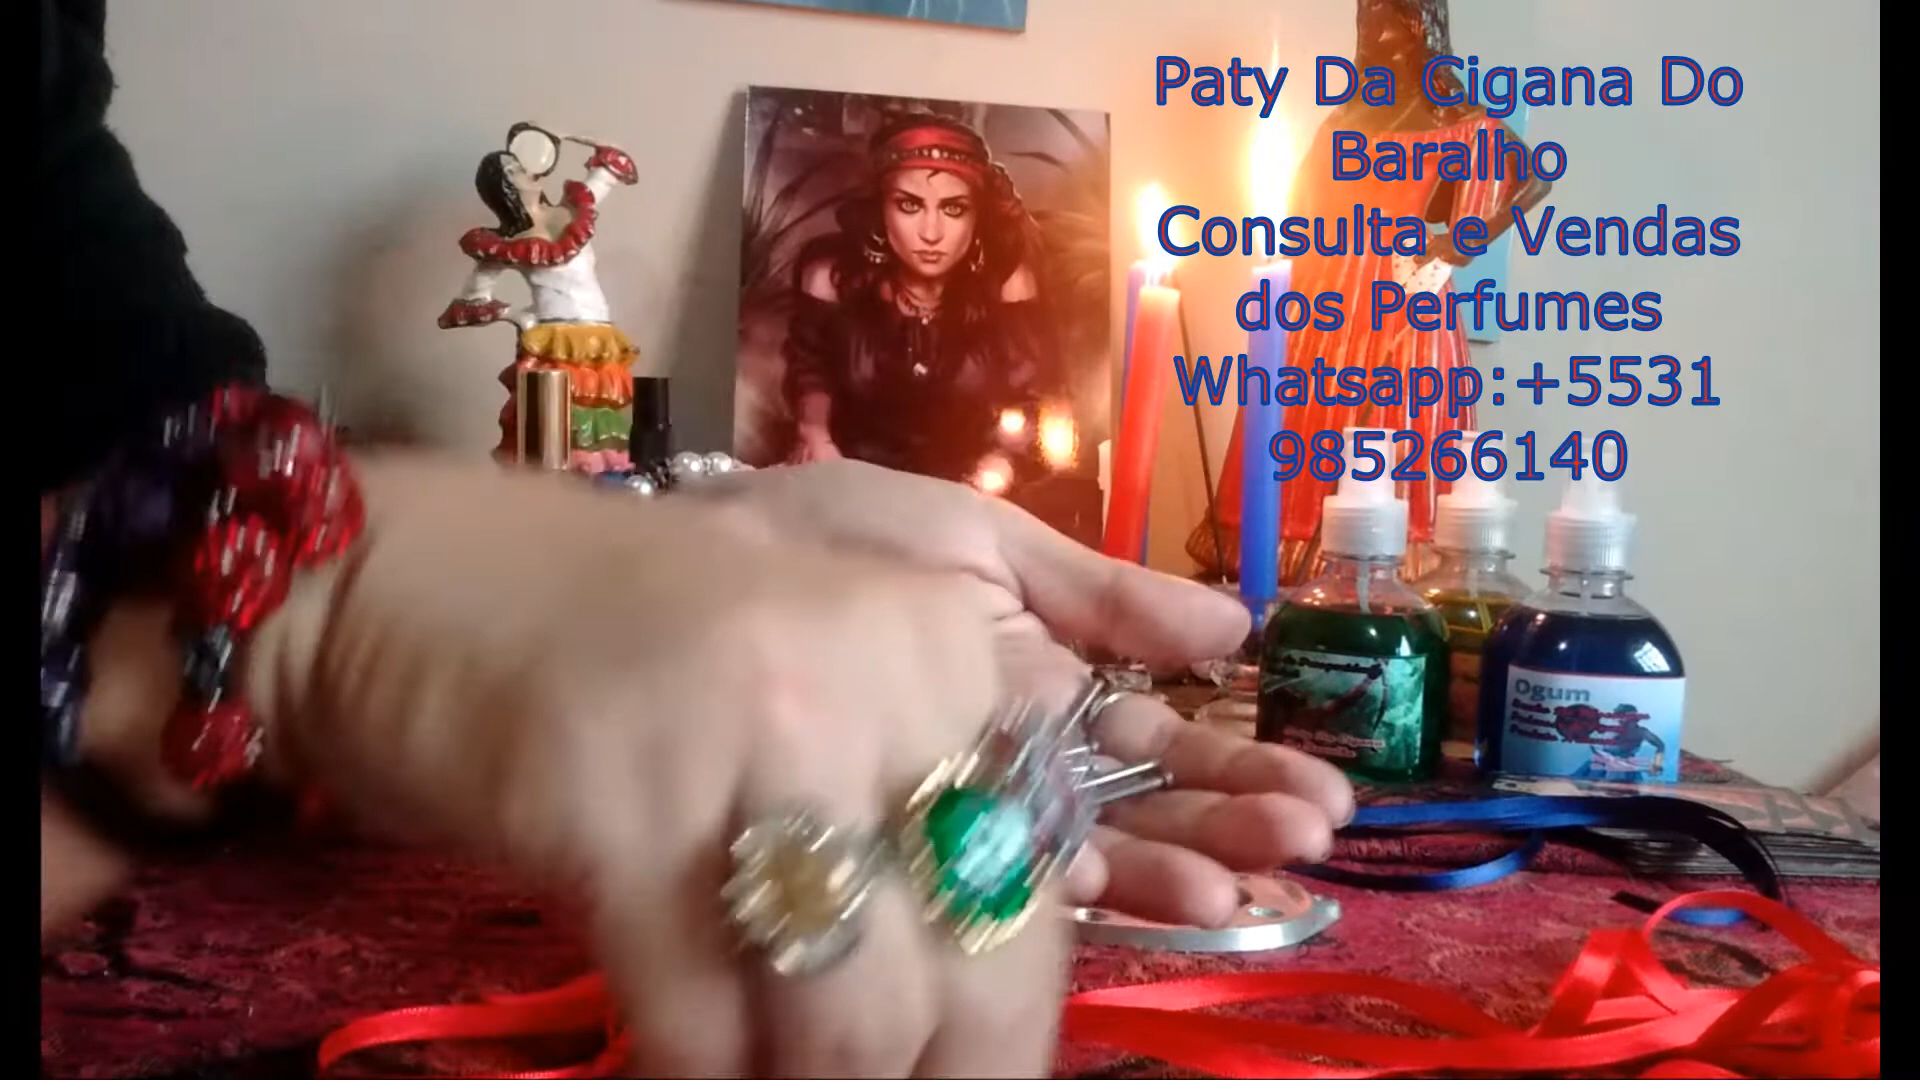 Paty Da Cigana Do
Baralho
Consulta e Vendas
dos Perfumes
Whatsapp:+5531
985266140
Ogum